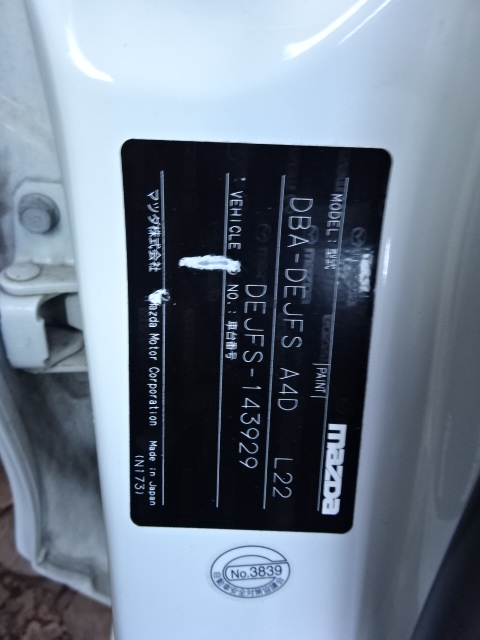 mazda
MODEL : 型式
PAINT
DBA-DEJFS A4D L22
VEHICLE NO. : 車台番号
DEJFS-143929
マツダ株式会社 Mazda Motor Corporation Made in Japan
(N173)
No.3839